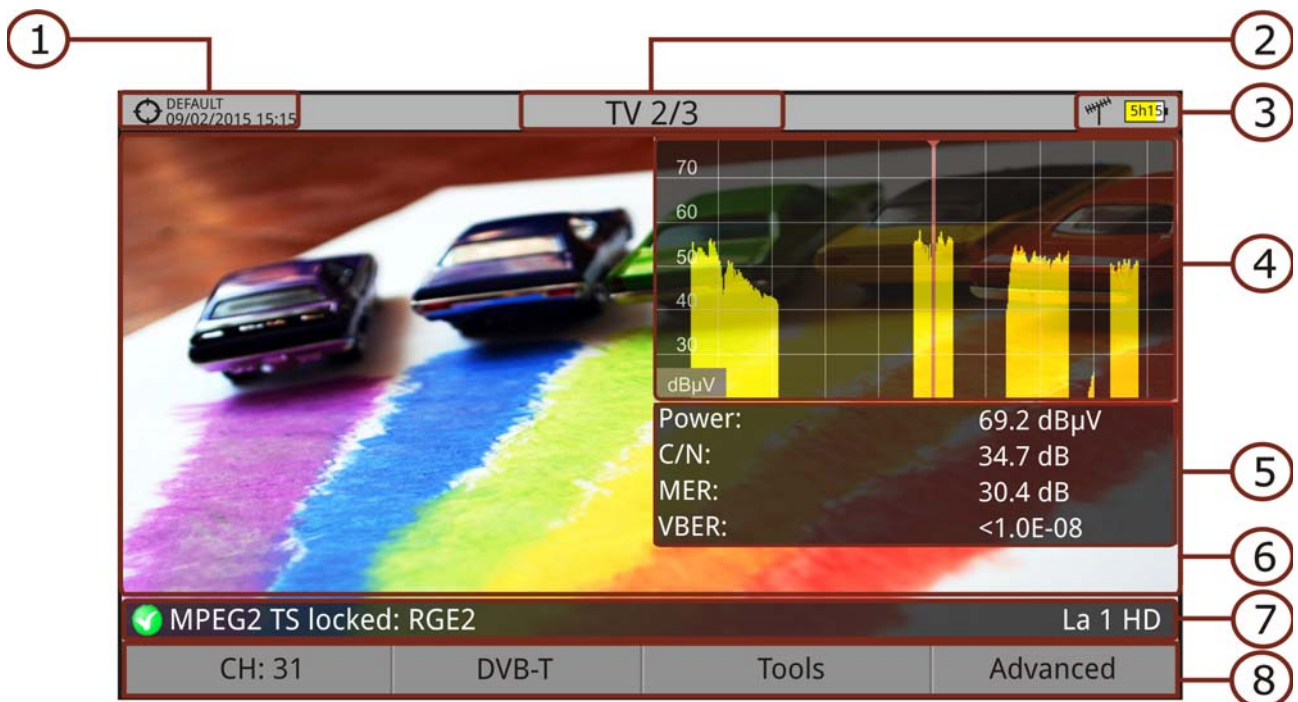 1
2
DEFAULT
09/02/2015 15:15
TV 2/3
5h15
3
70
60
50
40
30
dBµV
4
Power: 69.2 dBµV
C/N: 34.7 dB
MER: 30.4 dB
VBER: <1.0E-08
5
6
MPEG2 TS locked: RGE2 La 1 HD
7
CH: 31 DVB-T Tools Advanced
8